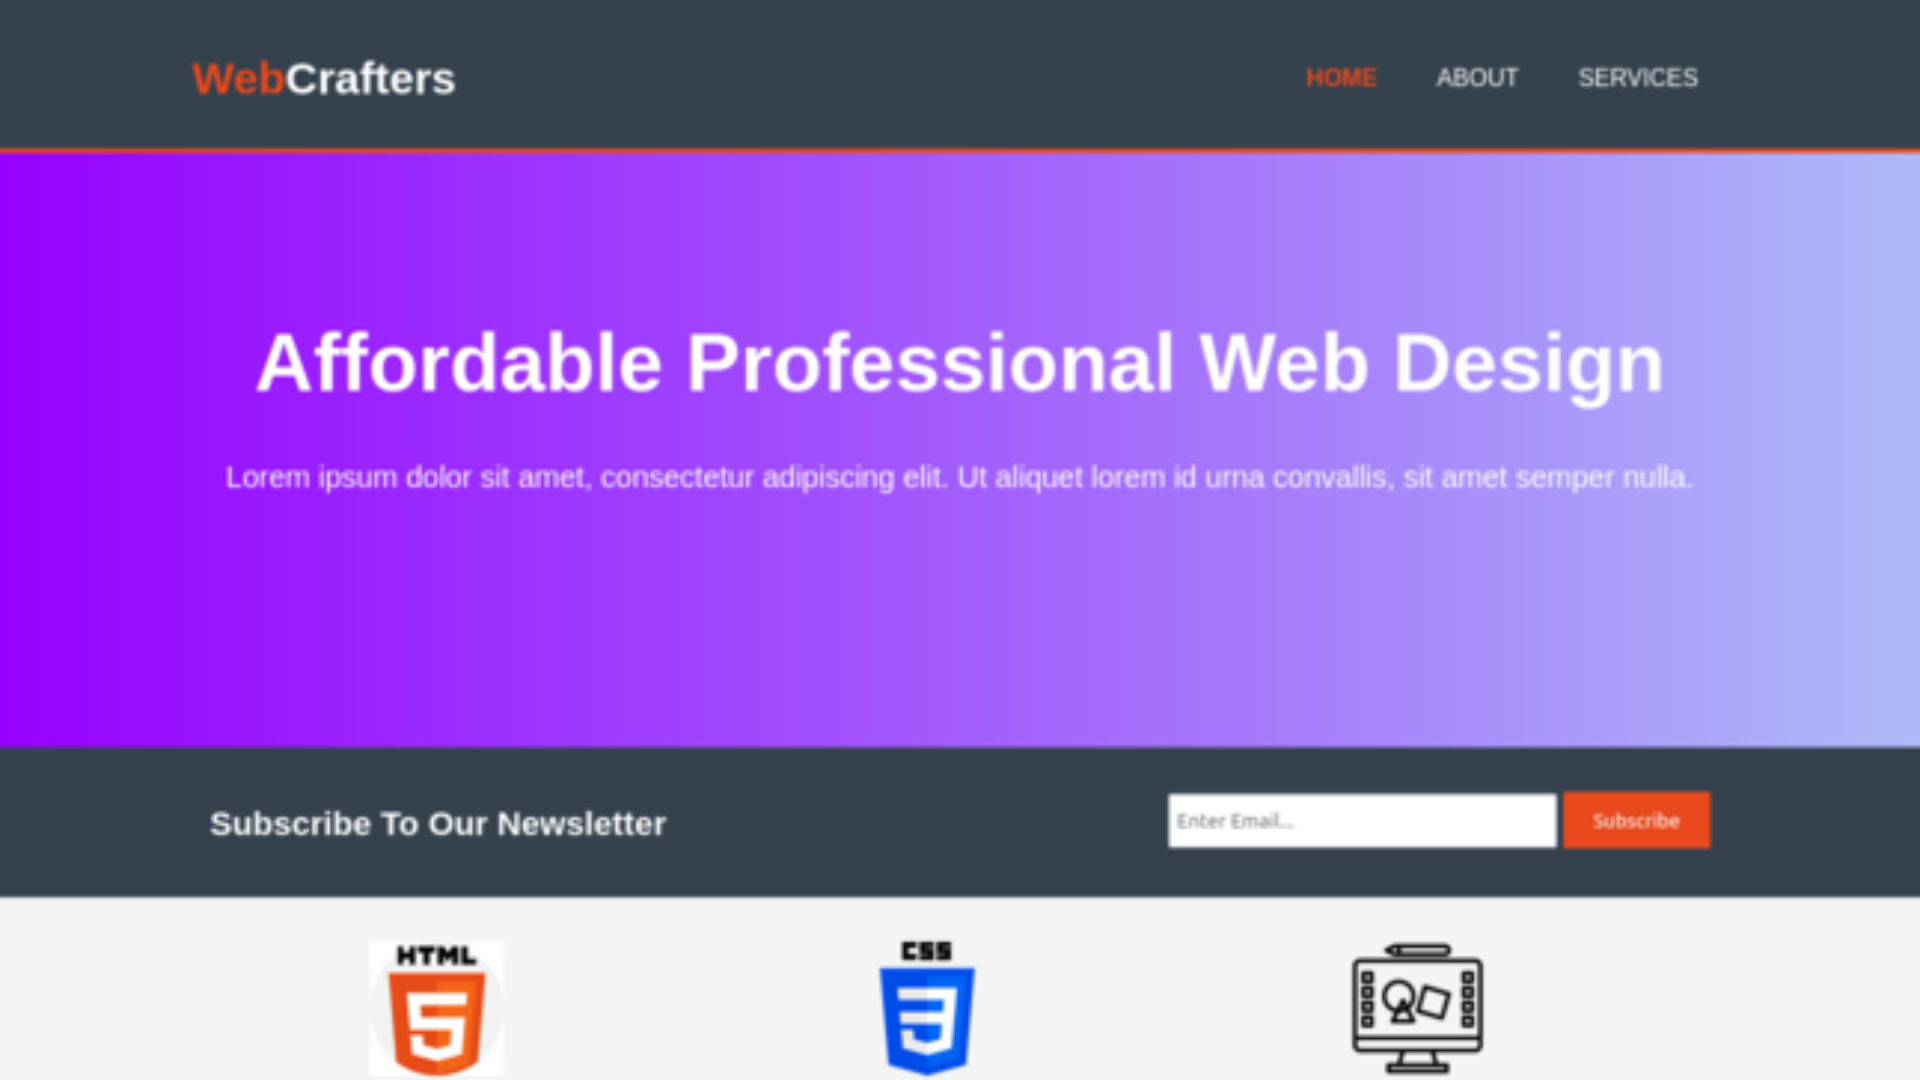 WebCrafters
HOME ABOUT SERVICES
Affordable Professional Web Design
Lorem ipsum dolor sit amet, consectetur adipiscing elit. Ut aliquet lorem id urna convallis, sit amet semper nulla.
Subscribe To Our Newsletter
Enter Email... Subscribe
HTML
5
CSS
3